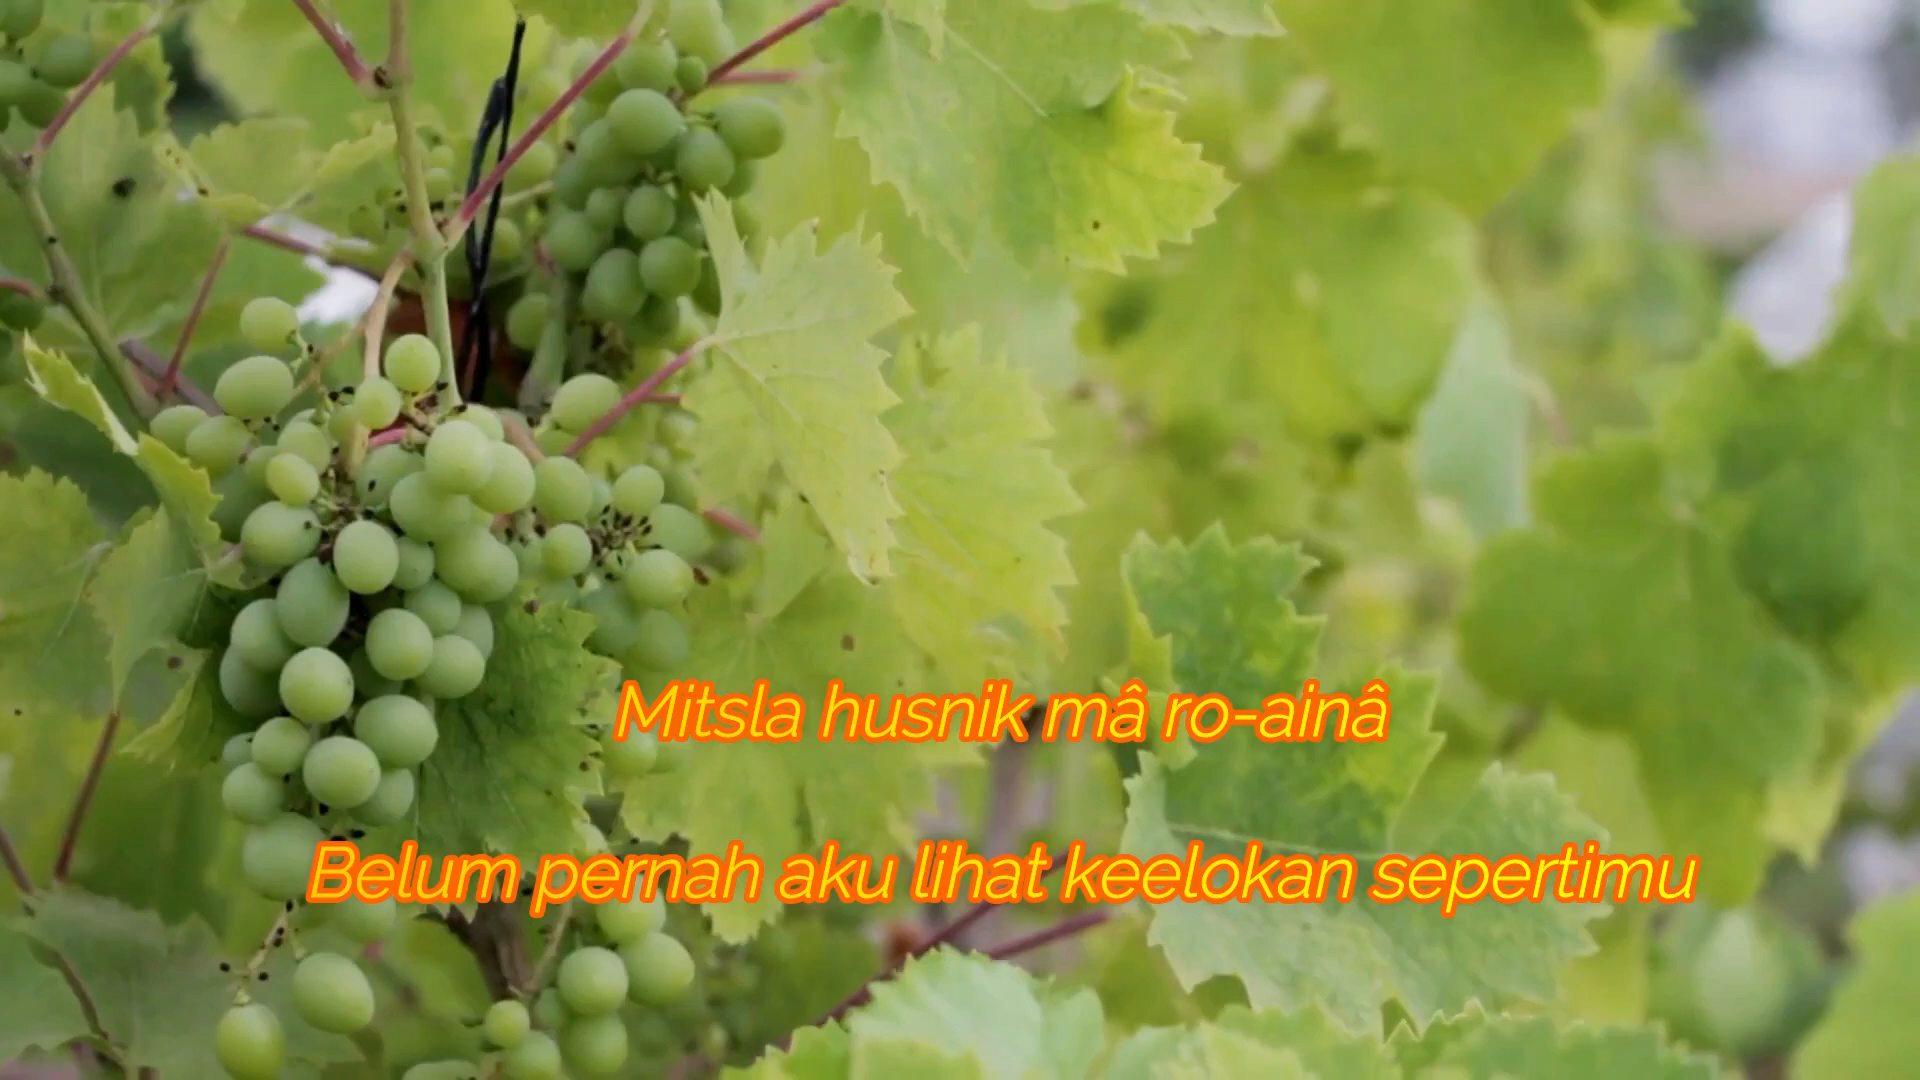 Mitsla husnik mâ ro-ainâ
Belum pernah aku lihat keelokan sepertimu